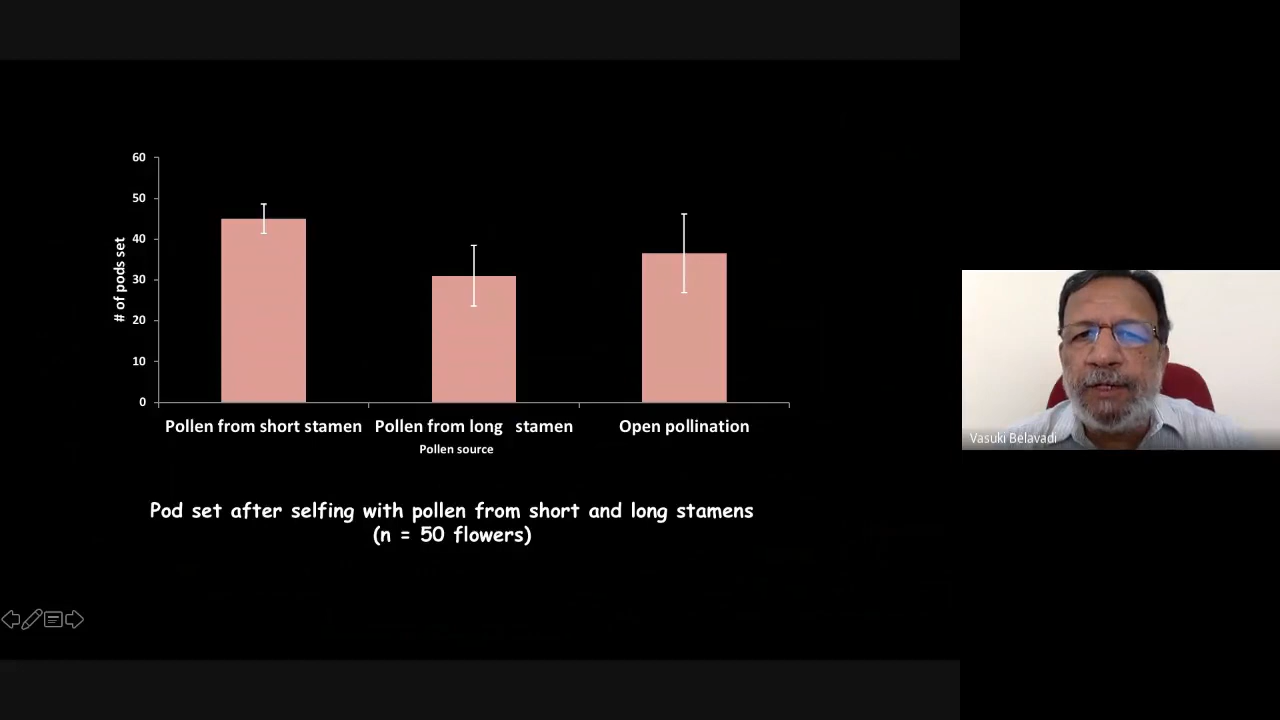 60
50
40
30
20
10
0
# of pods set
Pollen from short stamen
Pollen from long stamen
Open pollination
Pollen source
Pod set after selfing with pollen from short and long stamens
(n = 50 flowers)
Vasuki Belavadi